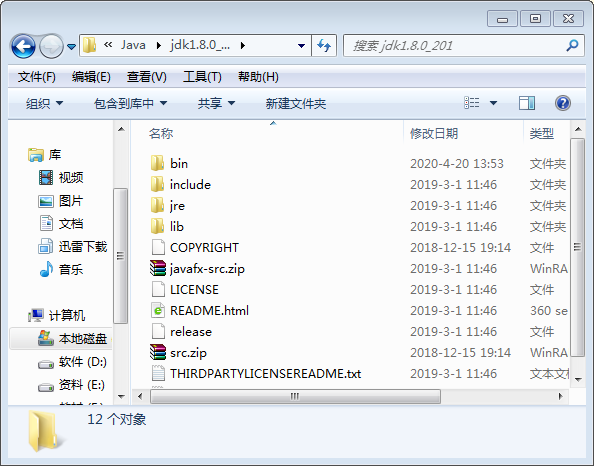 « Java jdk1.8.0_...
搜索 jdk1.8.0_201
文件(F) 编辑(E) 查看(V) 工具(T) 帮助(H)
组织 包含到库中 共享 新建文件夹
名称 修改日期 类型
库
视频
图片
文档
迅雷下载
音乐
计算机
本地磁盘
软件 (D:)
资料 (E:)
bin 2020-4-20 13:53 文件夹
include 2019-3-1 11:46 文件夹
jre 2019-3-1 11:46 文件夹
lib 2019-3-1 11:46 文件夹
COPYRIGHT 2018-12-15 19:14 文件
javafx-src.zip 2019-3-1 11:46 WinRA
LICENSE 2019-3-1 11:46 文件
README.html 2019-3-1 11:46 360 se
release 2019-3-1 11:46 文件
src.zip 2018-12-15 19:14 WinRA
THIRDPARTYLICENSEREADME.txt 2019-3-1 11:46 文本文档
12 个对象